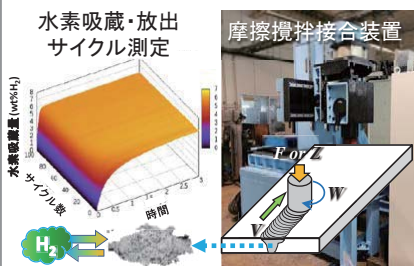 水素吸蔵・放出
サイクル測定
水素吸蔵量(wt%H₂)
サイクル数
時間
H₂
摩擦攪拌接合装置
F or Z
W
V